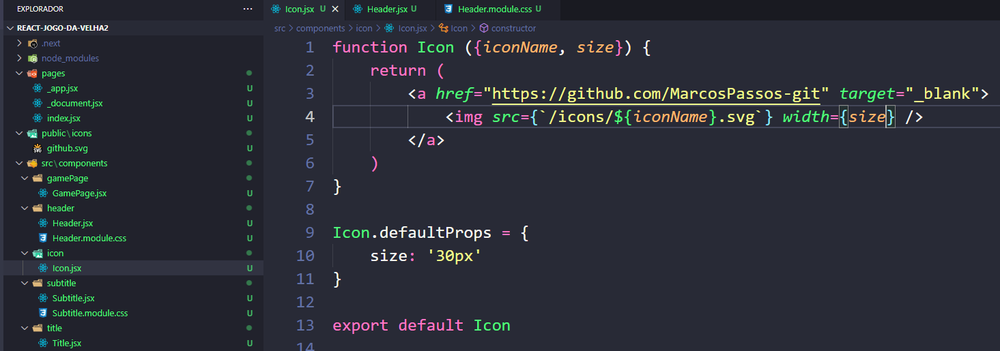 EXPLORADOR ···
REACT-JOGO-DA-VELHA2
.next
node_modules
pages
_app.jsx U
_document.jsx U
index.jsx U
public\icons
github.svg U
src\components
gamePage
GamePage.jsx U
header
Header.jsx U
Header.module.css U
icon
Icon.jsx U
subtitle
Subtitle.jsx U
Subtitle.module.css U
title
Title.jsx U
Icon.jsx U Header.jsx U Header.module.css U
src > components > icon > Icon.jsx > Icon > constructor
1 function Icon ({iconName, size}) {
2     return (
3         <a href="https://github.com/MarcosPassos-git" target="_blank">
4             <img src={`/icons/${iconName}.svg`} width={size} />
5         </a>
6     )
7 }
8
9 Icon.defaultProps = {
10     size: '30px'
11 }
12
13 export default Icon
14